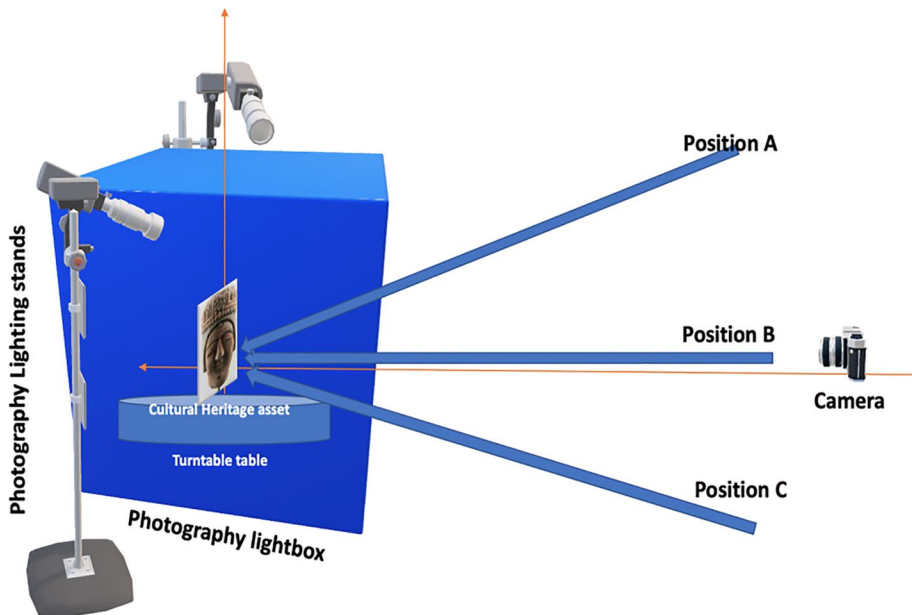 Position A
Photography Lighting stands
Position B
Camera
Cultural Heritage asset
Turntable table
Position C
Photography lightbox